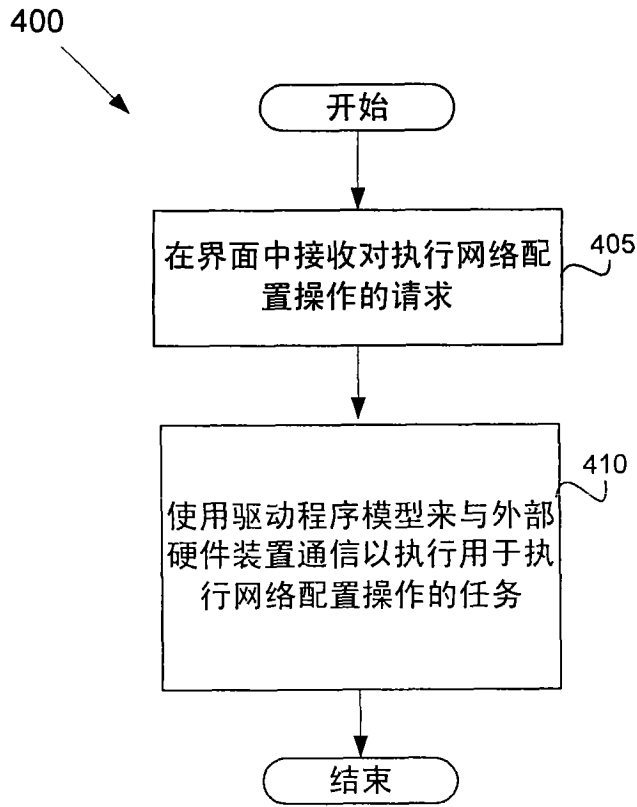 400
开始
在界面中接收对执行网络配
置操作的请求
405
使用驱动程序模型来与外部
硬件装置通信以执行用于执
行网络配置操作的任务
410
结束